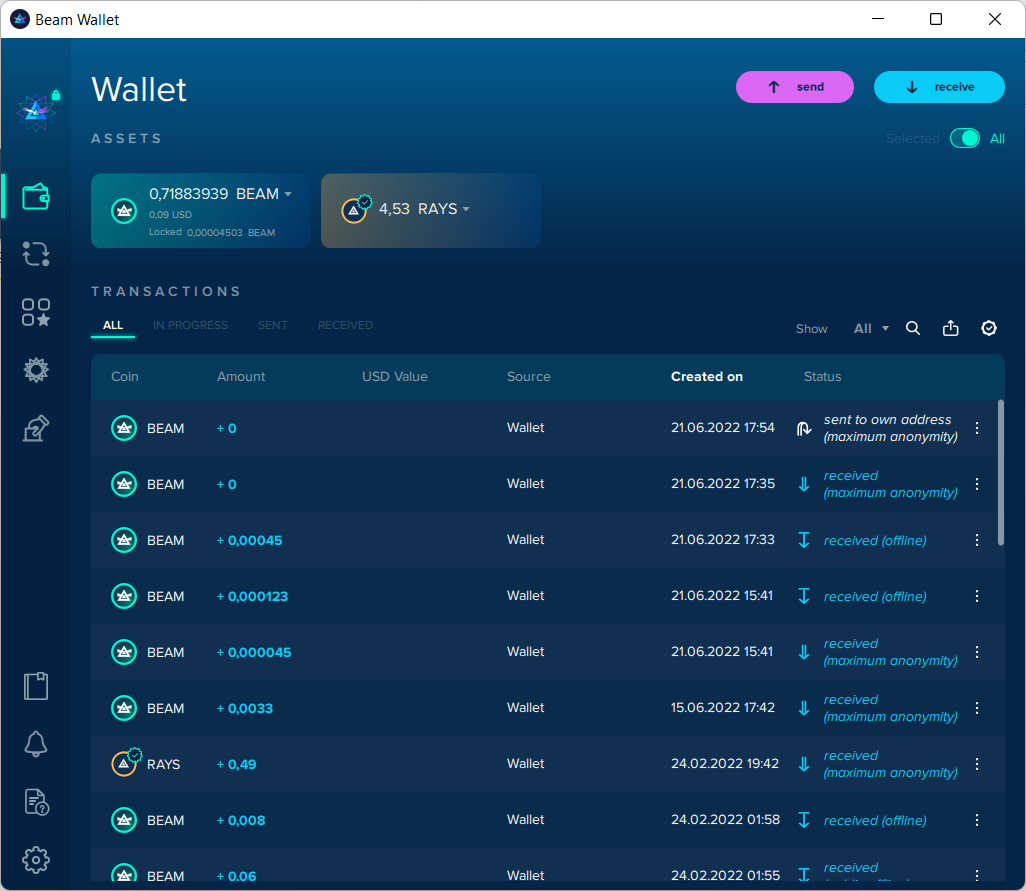 Beam Wallet
Wallet
send
receive
ASSETS
Selected
All
0,71883939 BEAM
0,09 USD
Locked 0,00004503 BEAM
4,53 RAYS
TRANSACTIONS
ALL IN PROGRESS SENT RECEIVED
Show All
Coin Amount USD Value Source Created on Status
BEAM + 0 Wallet 21.06.2022 17:54 sent to own address
(maximum anonymity)
BEAM + 0 Wallet 21.06.2022 17:35 received
(maximum anonymity)
BEAM + 0,00045 Wallet 21.06.2022 17:33 received (offline)
BEAM + 0,000123 Wallet 21.06.2022 15:41 received (offline)
BEAM + 0,000045 Wallet 21.06.2022 15:41 received
(maximum anonymity)
BEAM + 0,0033 Wallet 15.06.2022 17:42 received
(maximum anonymity)
RAYS + 0,49 Wallet 24.02.2022 19:42 received
(maximum anonymity)
BEAM + 0,008 Wallet 24.02.2022 01:58 received (offline)
BEAM + 0,06 Wallet 24.02.2022 01:55 received